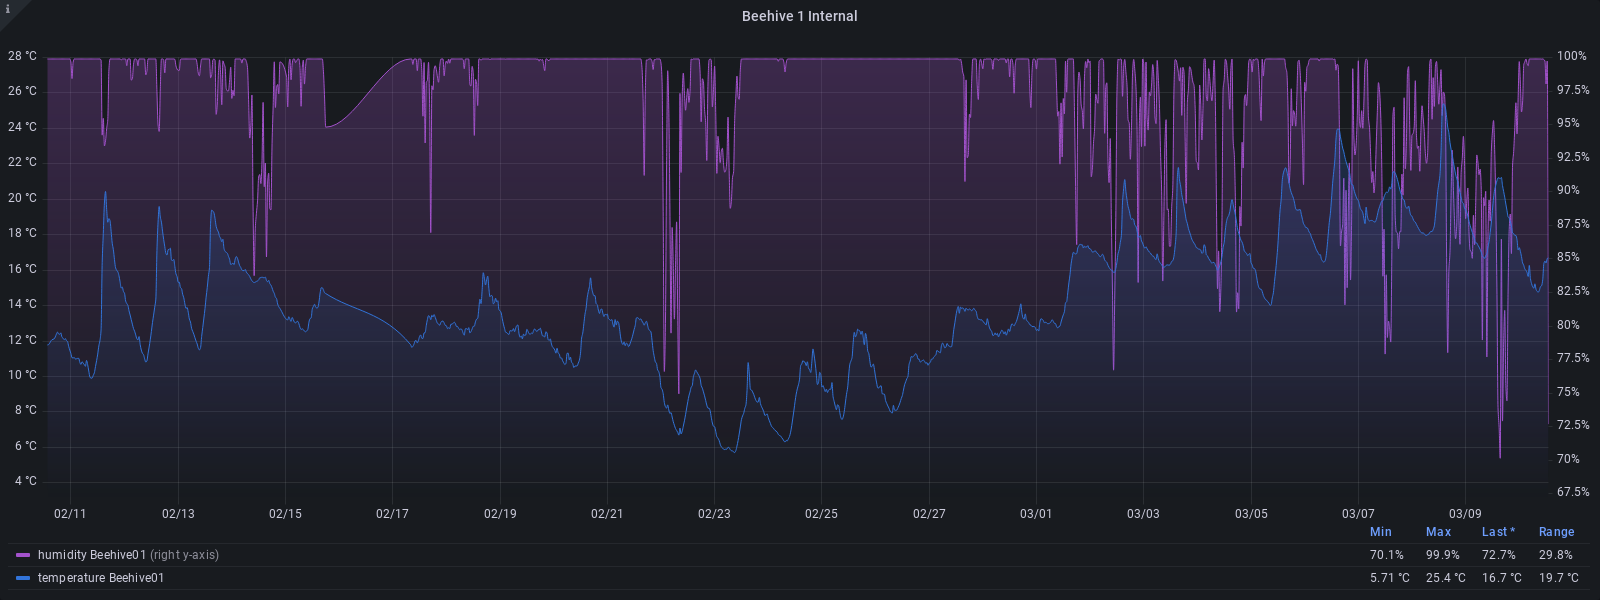 i
Beehive 1 Internal
28 °C
26 °C
24 °C
22 °C
20 °C
18 °C
16 °C
14 °C
12 °C
10 °C
8 °C
6 °C
4 °C
100%
97.5%
95%
92.5%
90%
87.5%
85%
82.5%
80%
77.5%
75%
72.5%
70%
67.5%
02/11 02/13 02/15 02/17 02/19 02/21 02/23 02/25 02/27 03/01 03/03 03/05 03/07 03/09
Min Max Last * Range
humidity Beehive01 (right y-axis) 70.1% 99.9% 72.7% 29.8%
temperature Beehive01 5.71 °C 25.4 °C 16.7 °C 19.7 °C